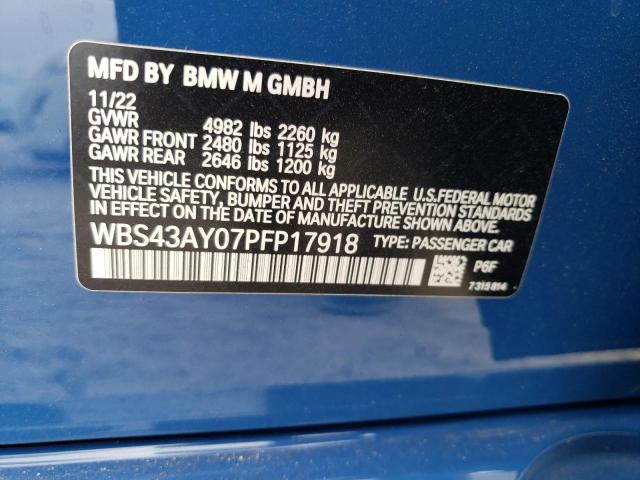 MFD BY BMW M GMBH
11/22
GVWR 4982 lbs 2260 kg
GAWR FRONT 2480 lbs 1125 kg
GAWR REAR 2646 lbs 1200 kg
THIS VEHICLE CONFORMS TO ALL APPLICABLE U.S.FEDERAL MOTOR
VEHICLE SAFETY, BUMPER AND THEFT PREVENTION STANDARDS IN
EFFECT ON THE DATE OF MANUFACTURE SHOWN ABOVE.
WBS43AY07PFP17918 TYPE: PASSENGER CAR
P6F
7315814